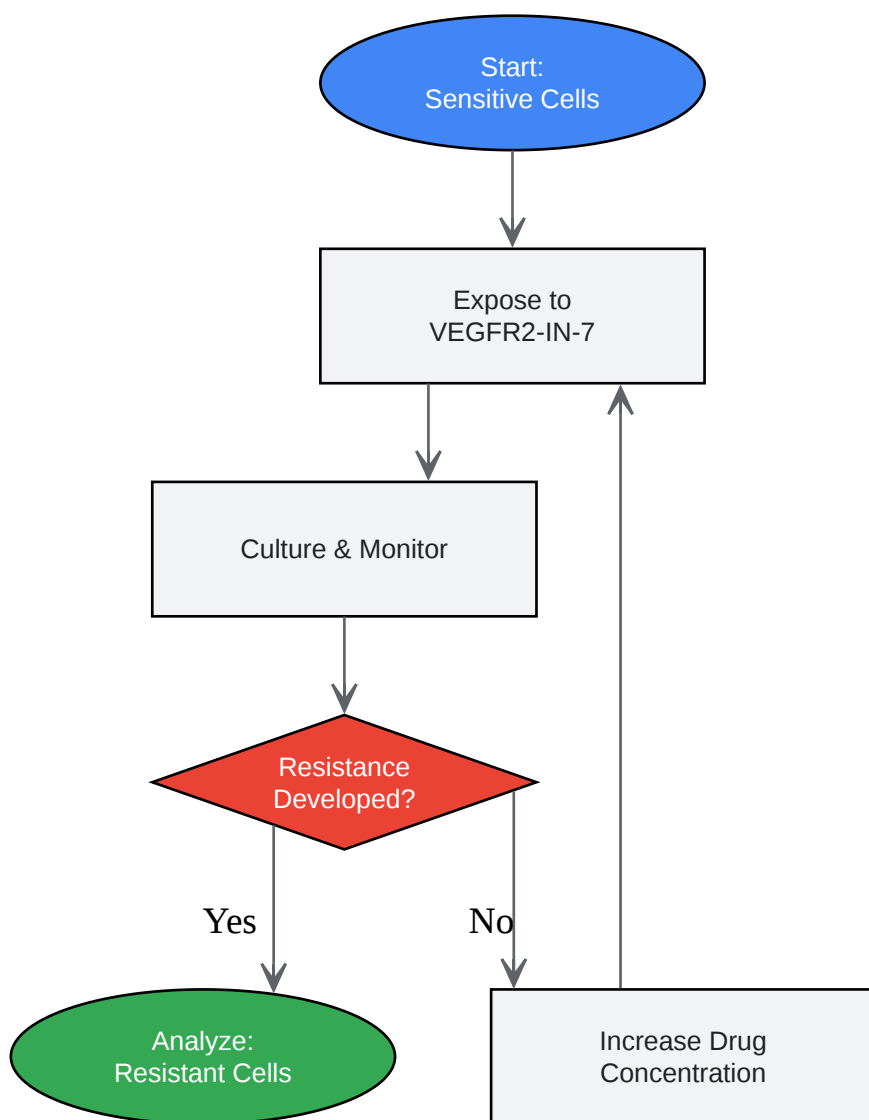 Start:
Sensitive Cells
Expose to
VEGFR2-IN-7
Culture & Monitor
Resistance
Developed?
Yes
No
Analyze:
Resistant Cells
Increase Drug
Concentration